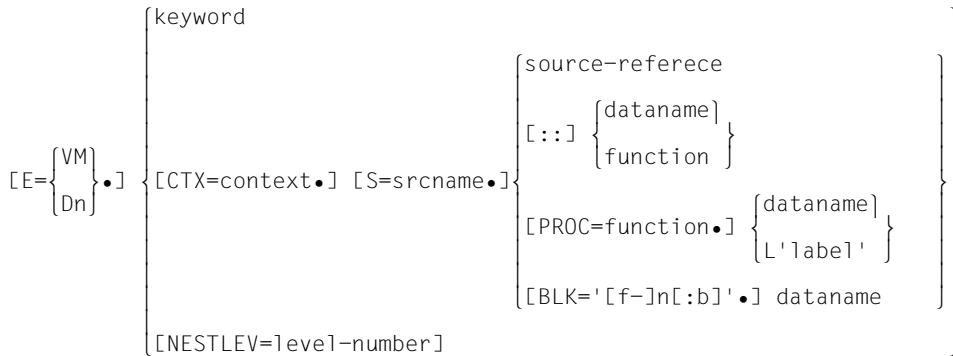 keyword
source-referece
dataname
[::]
function
VM
[E= •] [CTX=context•] [S=srcname•]
Dn
dataname
[PROC=function•]
L'label'
[BLK='[f-]n[:b]'•] dataname
[NESTLEV=level-number]